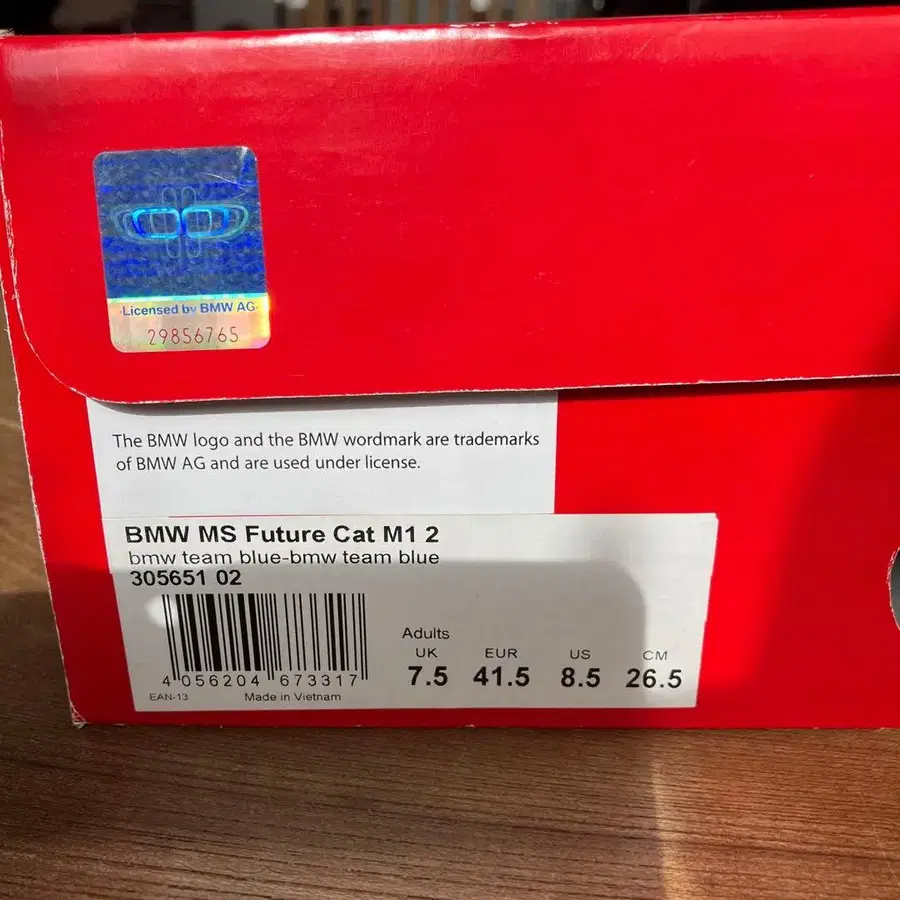 Licensed by BMW AG
29856765
The BMW logo and the BMW wordmark are trademarks
of BMW AG and are used under license.
BMW MS Future Cat M1 2
bmw team blue-bmw team blue
305651 02
Adults
UK EUR US CM
7.5 41.5 8.5 26.5
4 056204 673317
EAN-13 Made in Vietnam